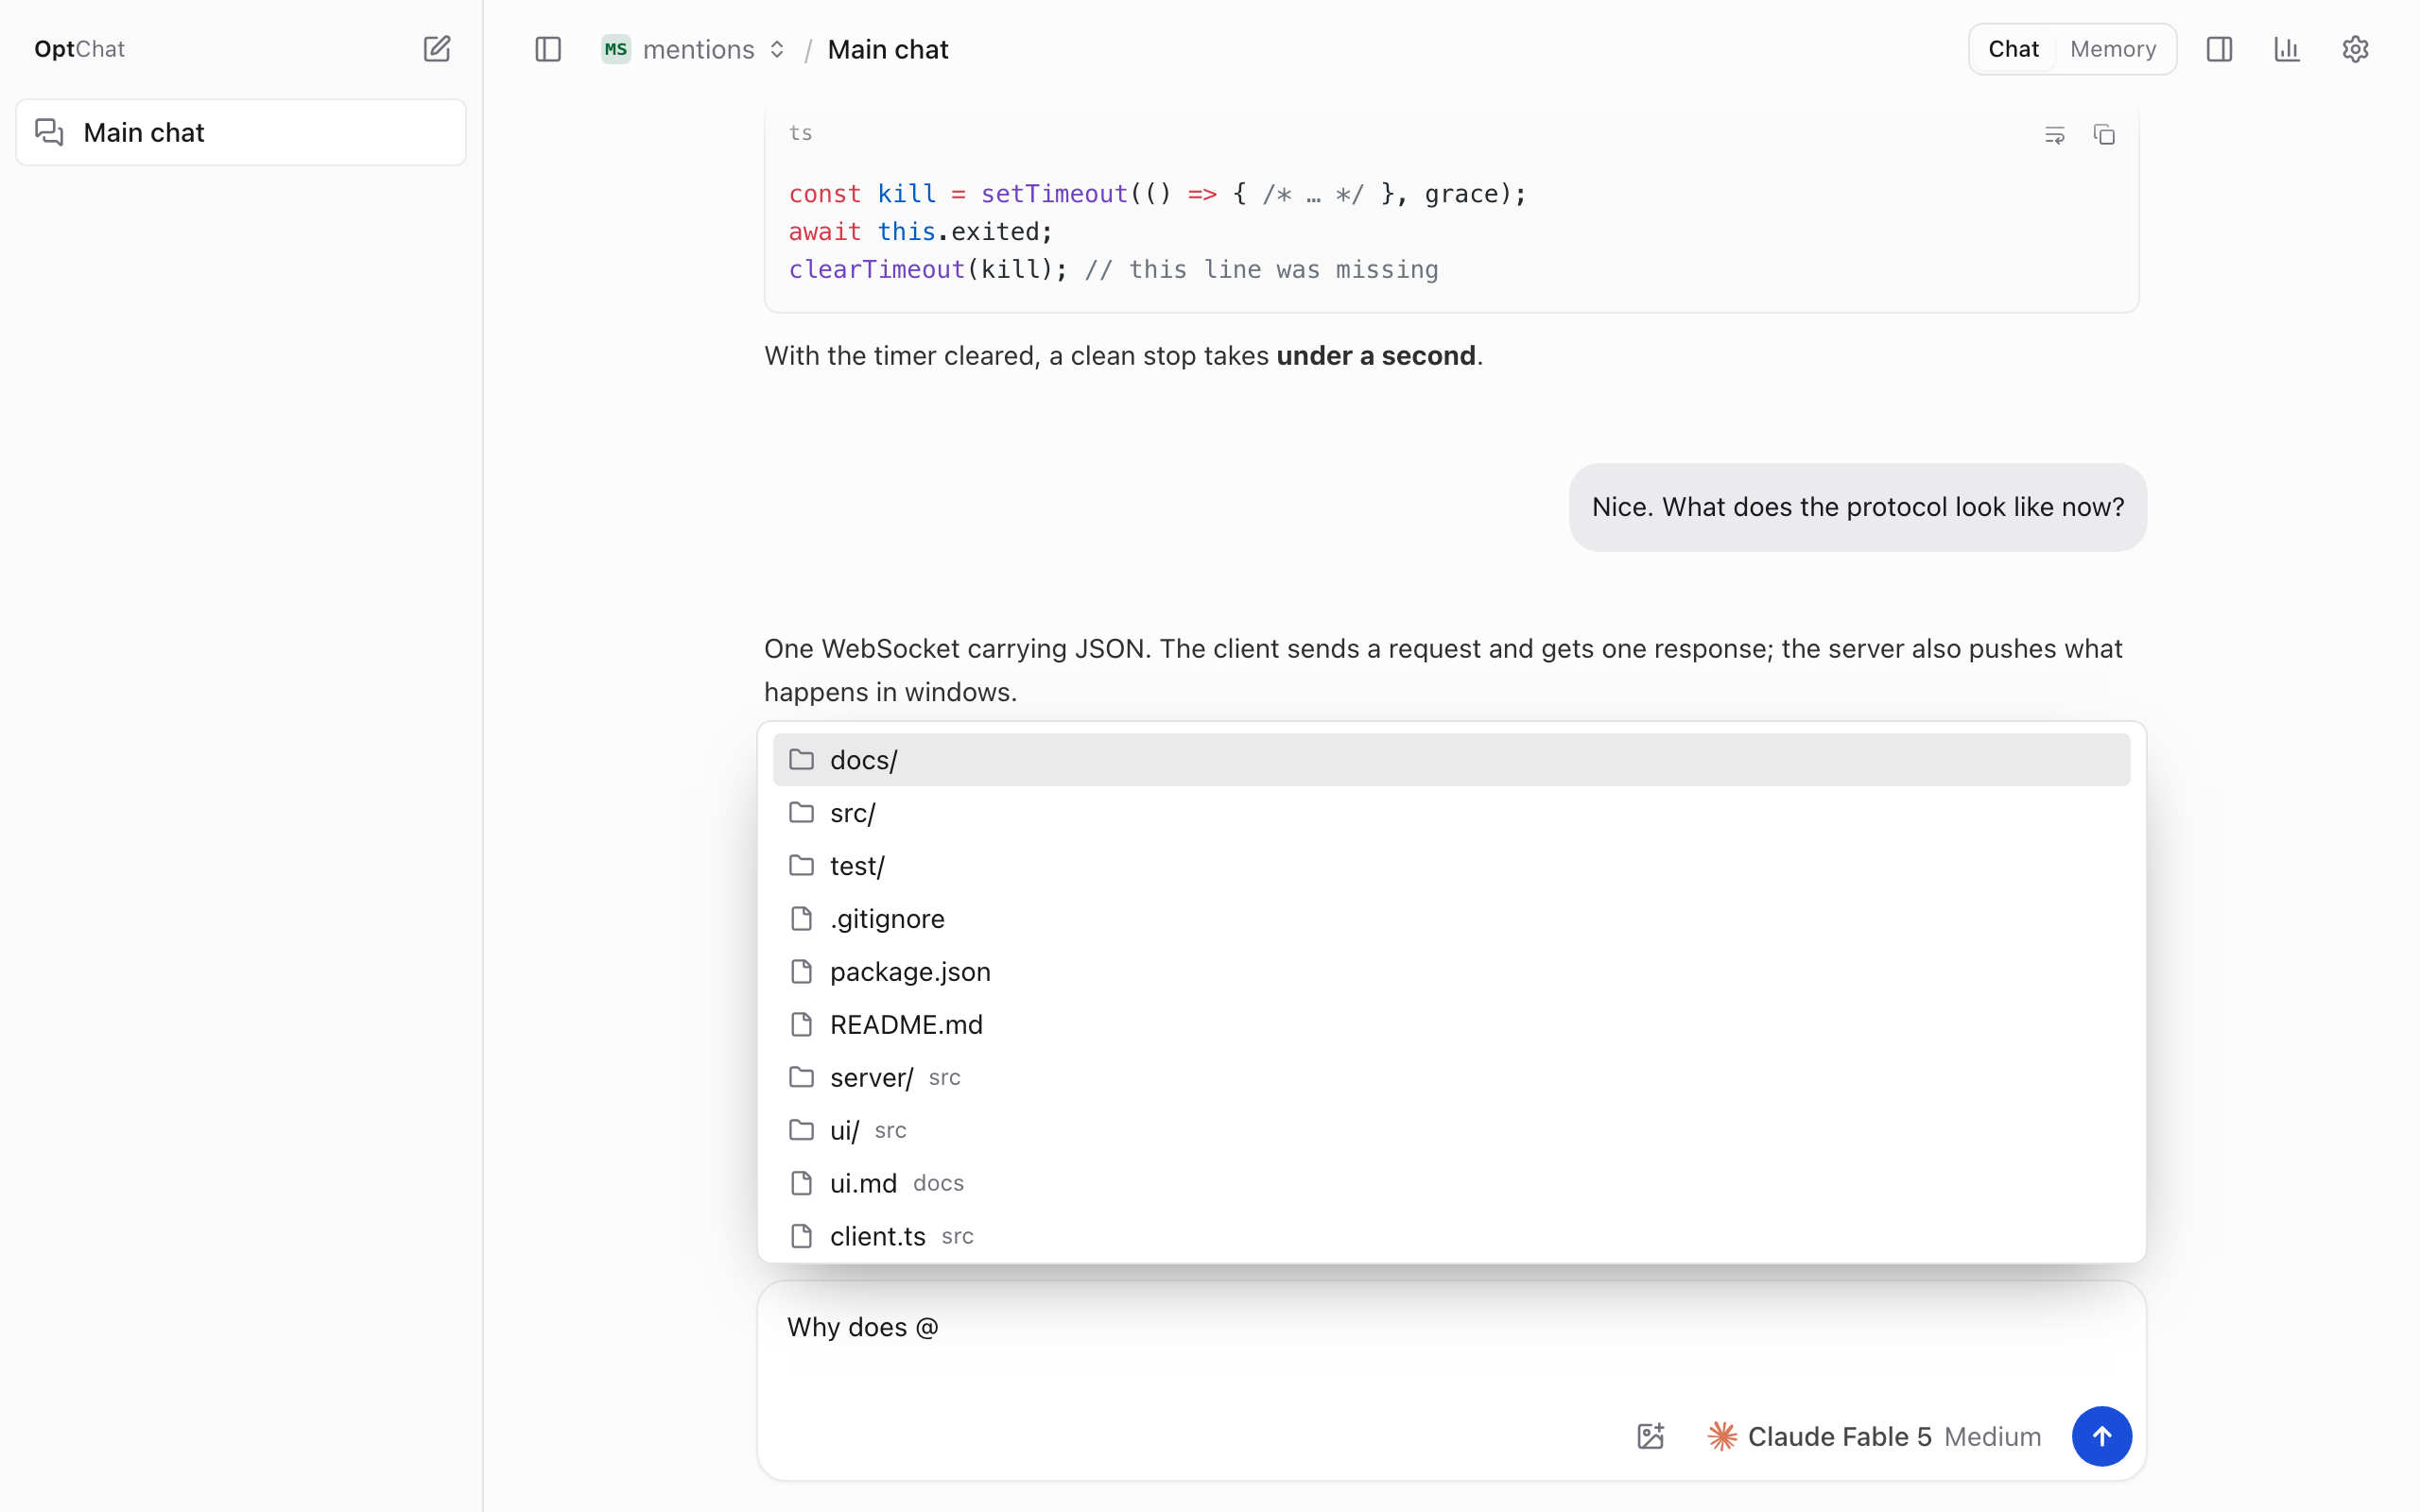 OptChat
MS mentions / Main chat
Chat Memory
Main chat
ts
const kill = setTimeout(() => { /* … */ }, grace);
await this.exited;
clearTimeout(kill); // this line was missing
With the timer cleared, a clean stop takes under a second.
Nice. What does the protocol look like now?
One WebSocket carrying JSON. The client sends a request and gets one response; the server also pushes what
happens in windows.
docs/
src/
test/
.gitignore
package.json
README.md
server/ src
ui/ src
ui.md docs
client.ts src
Why does @
Claude Fable 5 Medium